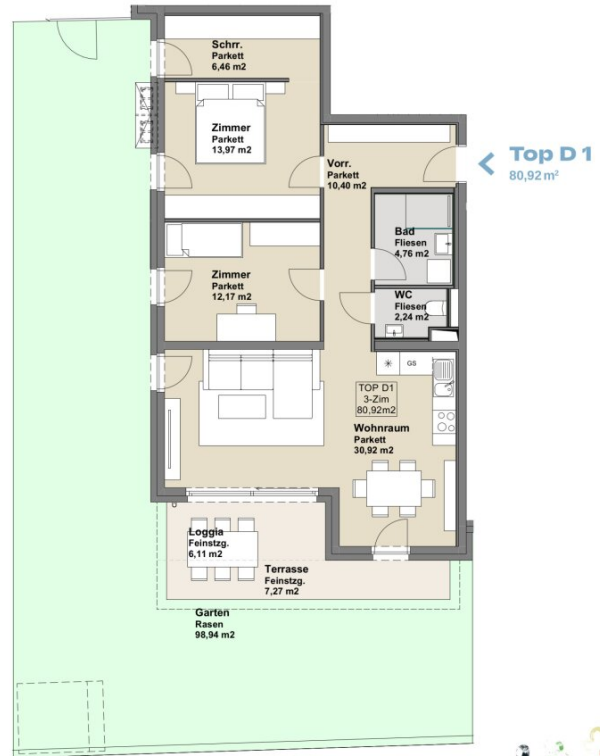 Schrr.
Parkett
6,46 m2
Zimmer
Parkett
13,97 m2
Vorr.
Parkett
10,40 m2
Top D 1
80,92 m²
Bad
Fliesen
4,76 m2
Zimmer
Parkett
12,17 m2
WC
Fliesen
2,24 m2
GS
TOP D1
3-Zim
80,92m2
Wohnraum
Parkett
30,92 m2
Loggia
Feinstzg.
6,11 m2
Terrasse
Feinstzg.
7,27 m2
Garten
Rasen
98,94 m2